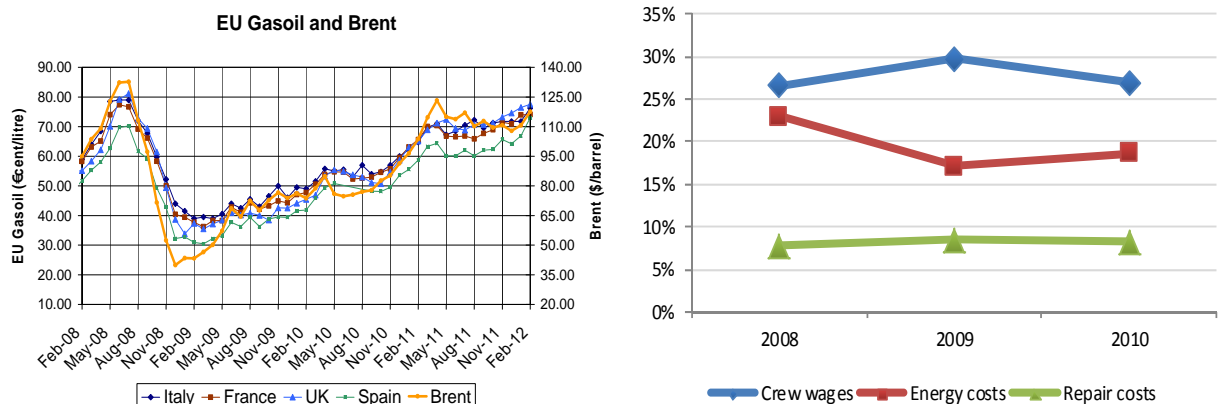 EU Gasoil and Brent
EU Gasoil (€cent/litre)
90.00
80.00
70.00
60.00
50.00
40.00
30.00
20.00
10.00
140.00
125.00
110.00
95.00
80.00
65.00
50.00
35.00
20.00
Brent ($/barrel)
Feb-08
May-08
Aug-08
Nov-08
Feb-09
May-09
Aug-09
Nov-09
Feb-10
May-10
Aug-10
Nov-10
Feb-11
May-11
Aug-11
Nov-11
Feb-12
Italy France UK Spain Brent
35%
30%
25%
20%
15%
10%
5%
0%
2008 2009 2010
Crew wages Energy costs Repair costs